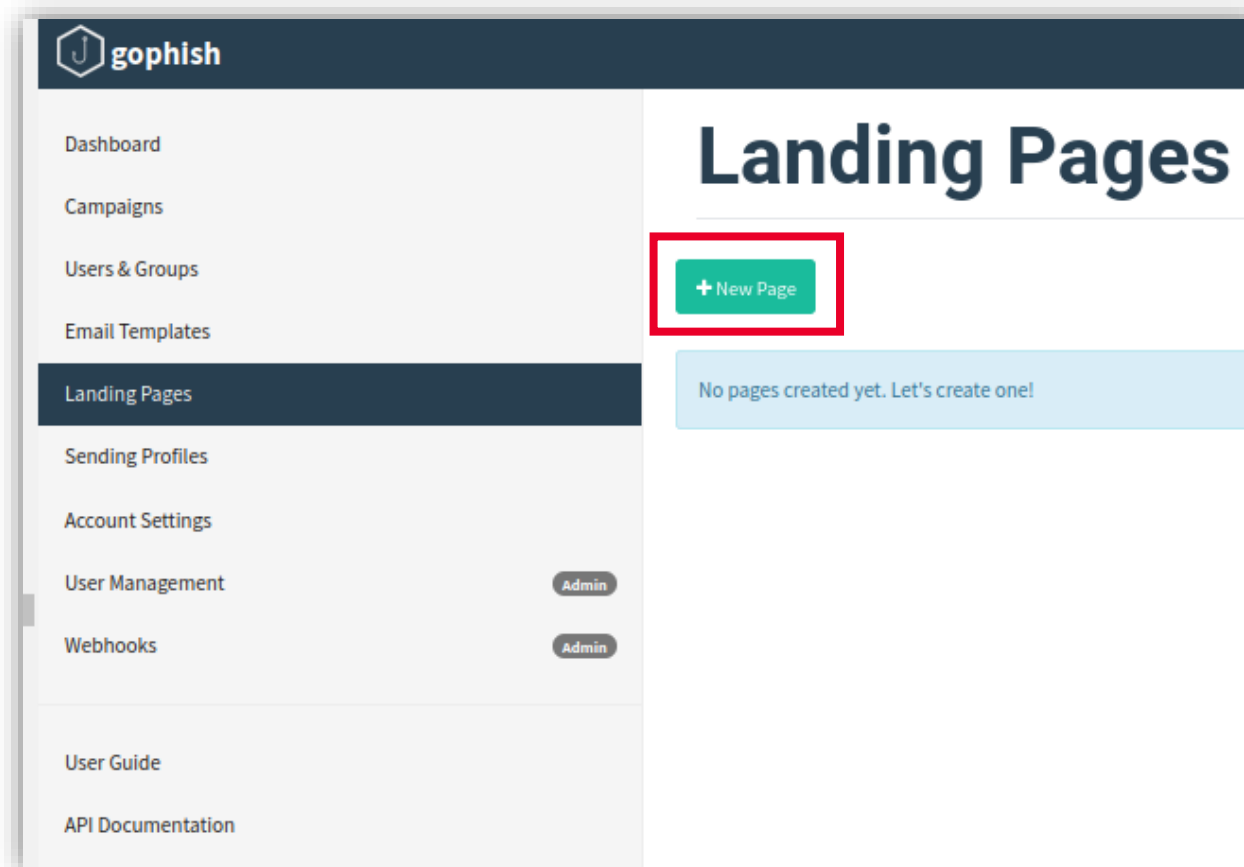 gophish
Dashboard
Campaigns
Users & Groups
Email Templates
Landing Pages
Sending Profiles
Account Settings
User Management Admin
Webhooks Admin
User Guide
API Documentation
Landing Pages
New Page
No pages created yet. Let's create one!